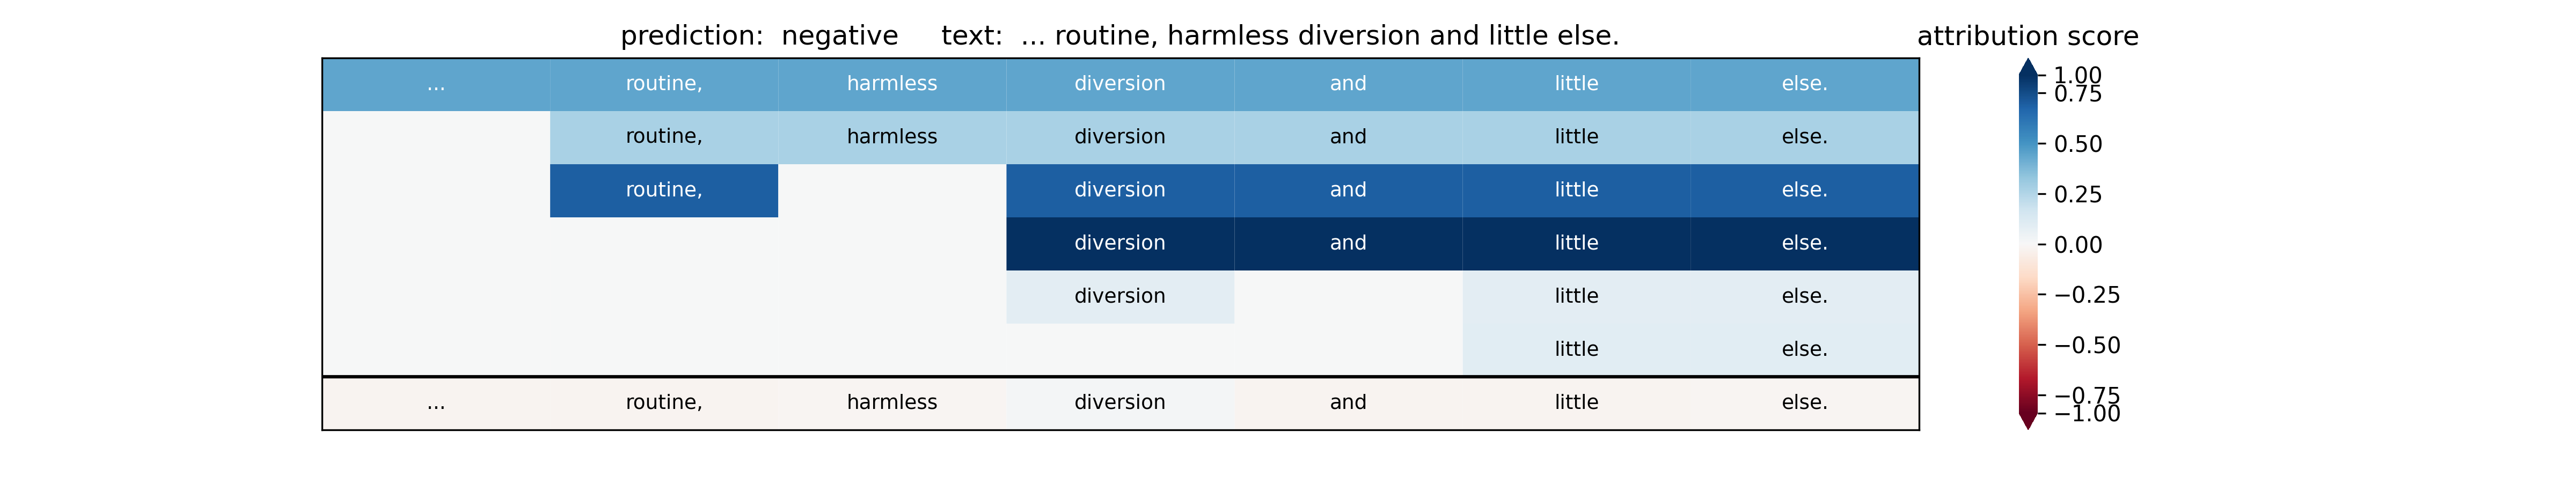 prediction:  negative     text:  ... routine, harmless diversion and little else.
attribution score
... routine, harmless diversion and little else.
routine, harmless diversion and little else.
routine, diversion and little else.
diversion and little else.
diversion little else.
little else.
... routine, harmless diversion and little else.
1.00
0.75
0.50
0.25
0.00
−0.25
−0.50
−0.75
−1.00